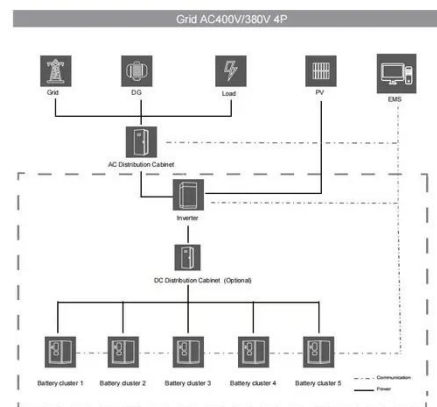 Grid AC400V/380V 4P
Grid
DG
Load
PV
EMS
AC Distribution Cabinet
Inverter
DC Distribution Cabinet (Optional)
Battery cluster 1
Battery cluster 2
Battery cluster 3
Battery cluster 4
Battery cluster 5
Communication
Power